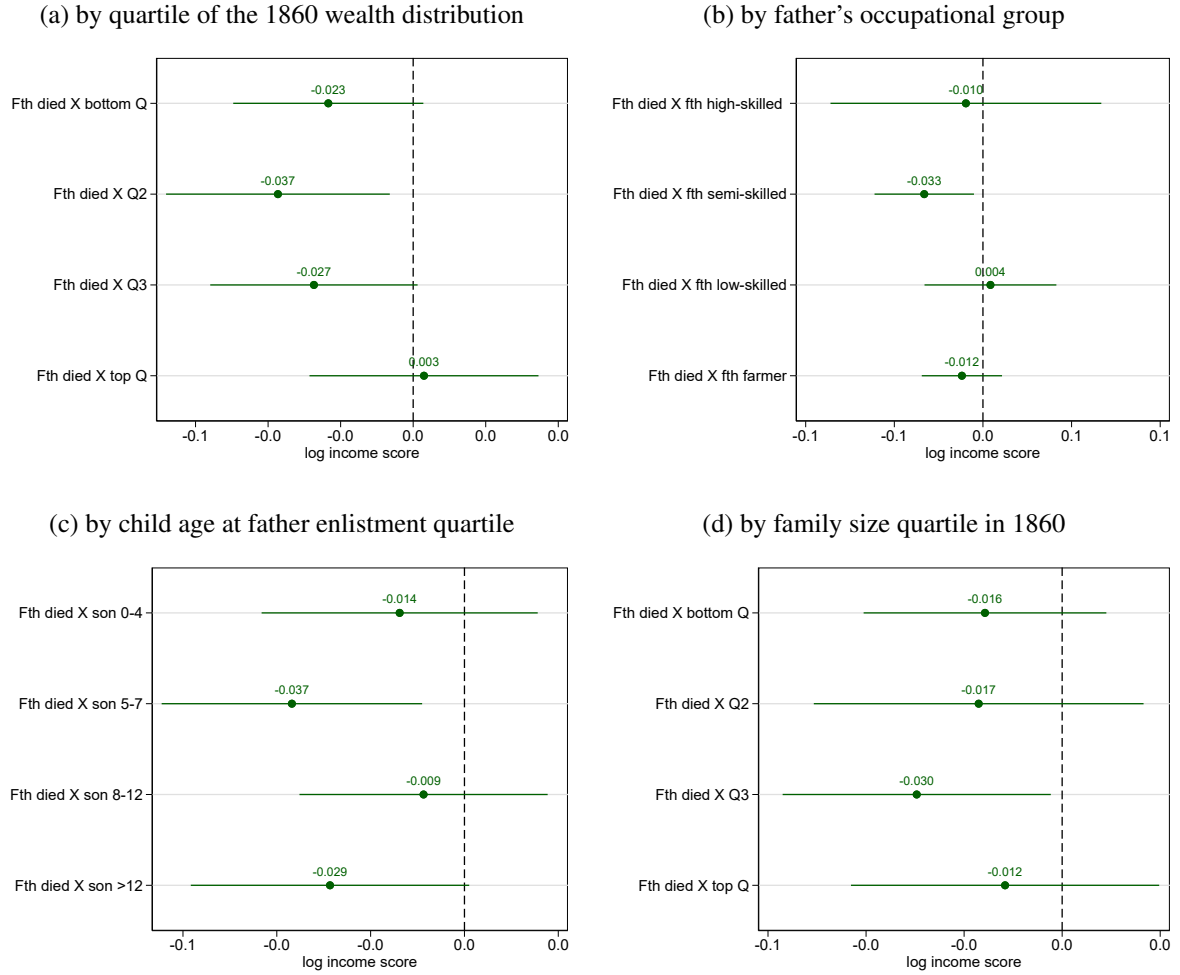 (a) by quartile of the 1860 wealth distribution
Fth died X bottom Q
Fth died X Q2
Fth died X Q3
Fth died X top Q
-0.023
-0.037
-0.027
0.003
-0.1 -0.0 -0.0 0.0 0.0 0.0
log income score
(b) by father's occupational group
Fth died X fth high-skilled
Fth died X fth semi-skilled
Fth died X fth low-skilled
Fth died X fth farmer
-0.010
-0.033
0.004
-0.012
-0.1 -0.1 0.0 0.1 0.1
log income score
(c) by child age at father enlistment quartile
Fth died X son 0-4
Fth died X son 5-7
Fth died X son 8-12
Fth died X son >12
-0.014
-0.037
-0.009
-0.029
-0.1 -0.0 -0.0 0.0 0.0
log income score
(d) by family size quartile in 1860
Fth died X bottom Q
Fth died X Q2
Fth died X Q3
Fth died X top Q
-0.016
-0.017
-0.030
-0.012
-0.1 -0.0 -0.0 0.0 0.0
log income score